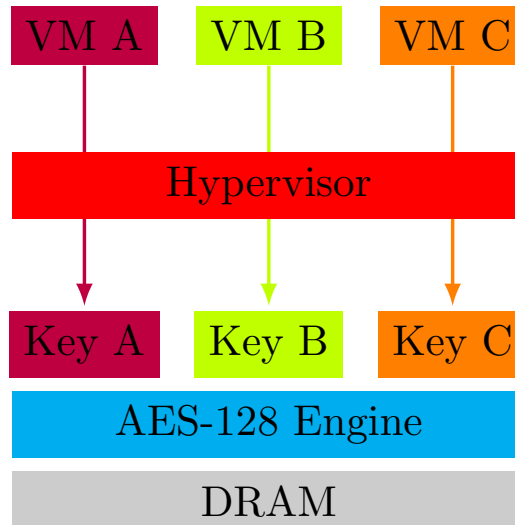 VM A VM B VM C
Hypervisor
Key A Key B Key C
AES-128 Engine
DRAM